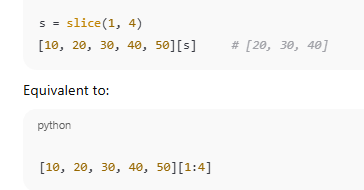 s = slice(1, 4)
[10, 20, 30, 40, 50][s]     # [20, 30, 40]
Equivalent to:
python
[10, 20, 30, 40, 50][1:4]